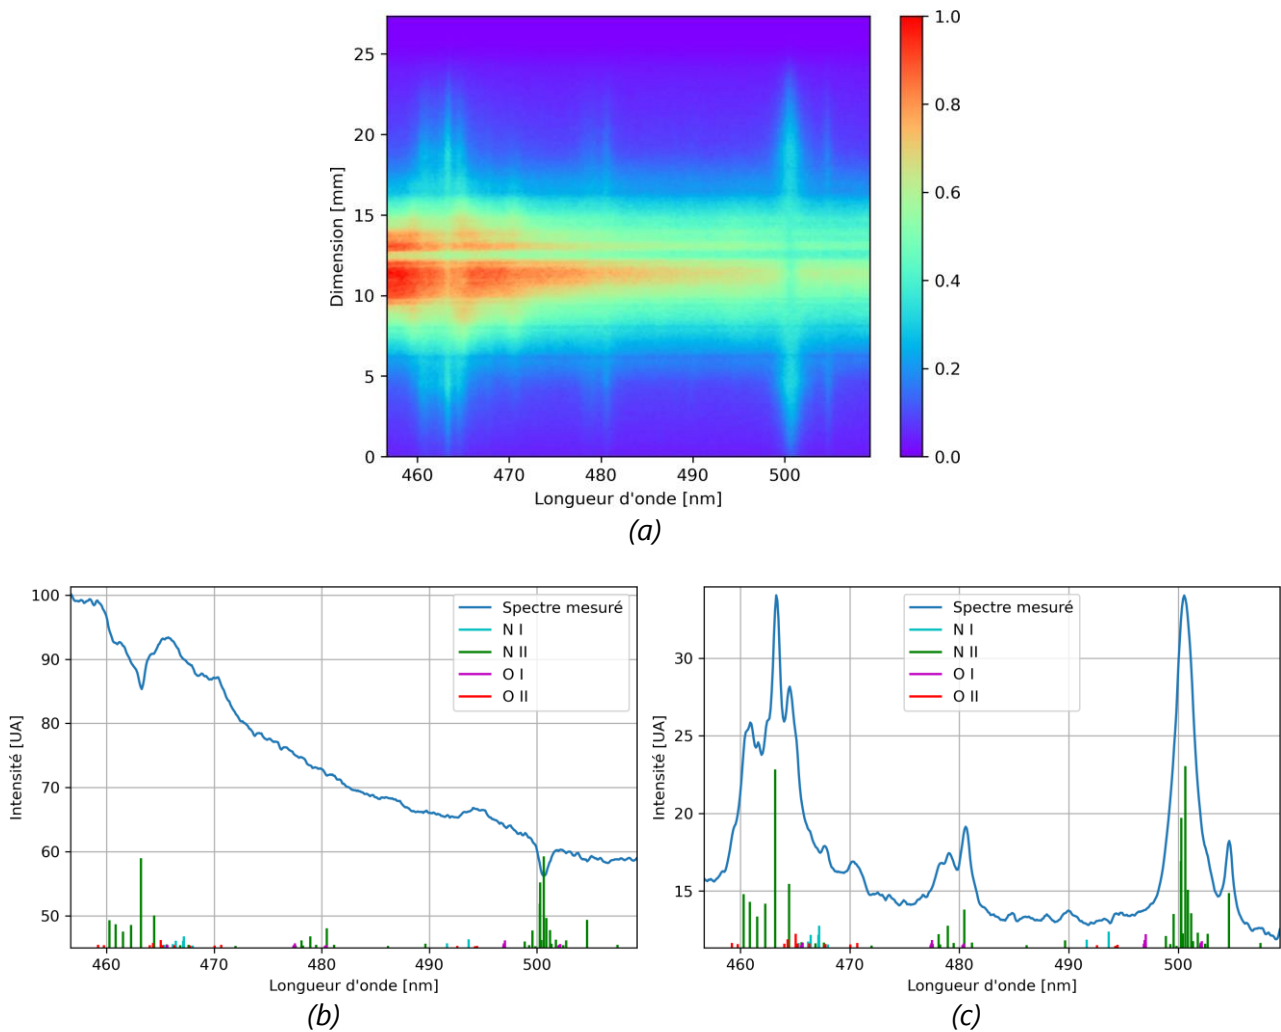 25
20
15
10
5
0
Dimension [mm]
460 470 480 490 500
Longueur d'onde [nm]
1.0
0.8
0.6
0.4
0.2
0.0
(a)
100
90
80
70
60
50
Intensité [UA]
Spectre mesuré
N I
N II
O I
O II
460 470 480 490 500
Longueur d'onde [nm]
(b)
30
25
20
15
Intensité [UA]
Spectre mesuré
N I
N II
O I
O II
460 470 480 490 500
Longueur d'onde [nm]
(c)